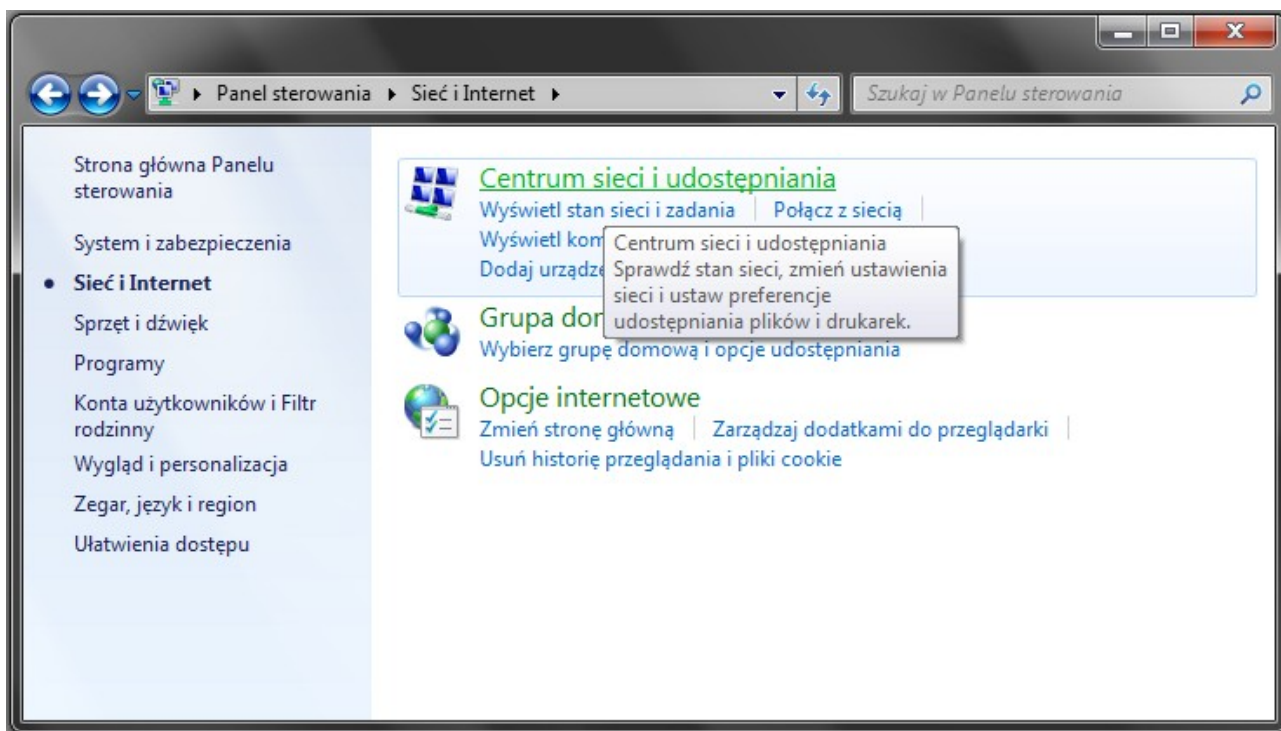 Panel sterowania Sieć i Internet
Szukaj w Panelu sterowania
Strona główna Panelu
sterowania
System i zabezpieczenia
Sieć i Internet
Sprzęt i dźwięk
Programy
Konta użytkowników i Filtr
rodzinny
Wygląd i personalizacja
Zegar, język i region
Ułatwienia dostępu
Centrum sieci i udostępniania
Wyświetl stan sieci i zadania Połącz z siecią
Wyświetl kom
Dodaj urządze
Centrum sieci i udostępniania
Sprawdź stan sieci, zmień ustawienia
sieci i ustaw preferencje
udostępniania plików i drukarek.
Grupa dor
Wybierz grupę domową i opcje udostępniania
Opcje internetowe
Zmień stronę główną Zarządzaj dodatkami do przeglądarki
Usuń historię przeglądania i pliki cookie